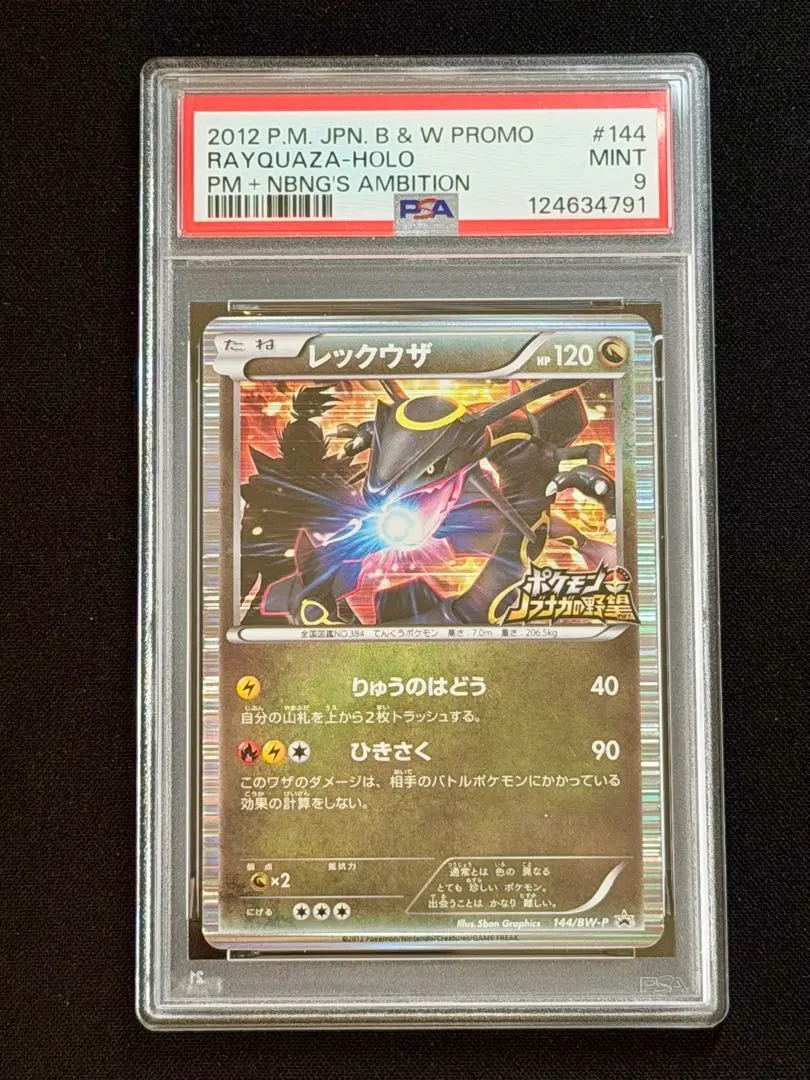 2012 P.M. JPN. B & W PROMO #144
RAYQUAZA-HOLO MINT
PM + NBNG'S AMBITION 9
PSA 124634791
たね レックウザ HP 120
ポケモン
ノブナガの野望
全国図鑑NO.384 てんくうポケモン 高さ:7.0m 重さ:206.5kg
りゅうのはどう 40
自分の山札を上から2枚トラッシュする。
ひきさく 90
このワザのダメージは、相手のバトルポケモンにかかっている
効果の計算をしない。
弱点 抵抗力
×2
にげる
通常とは 色の 異なる
とても 珍しい ポケモン。
出会うことは かなり 難しい。
Illus.5ban Graphics 144/BW-P
©2012 Pokémon/Nintendo/Creatures/GAME FREAK.
PSA